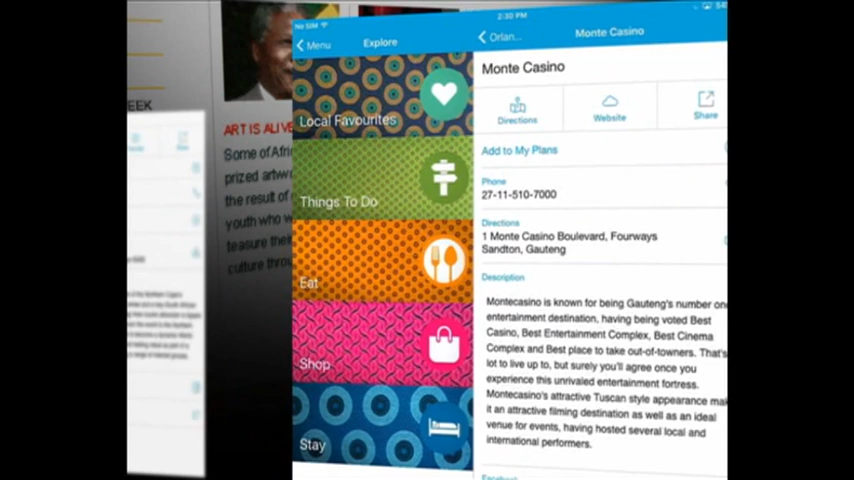 EEK
ART IS ALIVE
Some of Afri
prized artwo
the result of
youth who w
teasure their
culture throu
No SIM
Menu
Explore
Local Favourites
Things To Do
Eat
Shop
Stay
2:30 PM
Orlan...
Monte Casino
Monte Casino
Directions
Website
Share
Add to My Plans
Phone
27-11-510-7000
Directions
1 Monte Casino Boulevard, Fourways
Sandton, Gauteng
Description
Montecasino is known for being Gauteng's number one
entertainment destination, having being voted Best
Casino, Best Entertainment Complex, Best Cinema
Complex and Best place to take out-of-towners. That's
lot to live up to, but surely you'll agree once you
experience this unrivaled entertainment fortress.
Montecasino's attractive Tuscan style appearance mak
it an attractive filming destination as well as an ideal
venue for events, having hosted several local and
international performers.